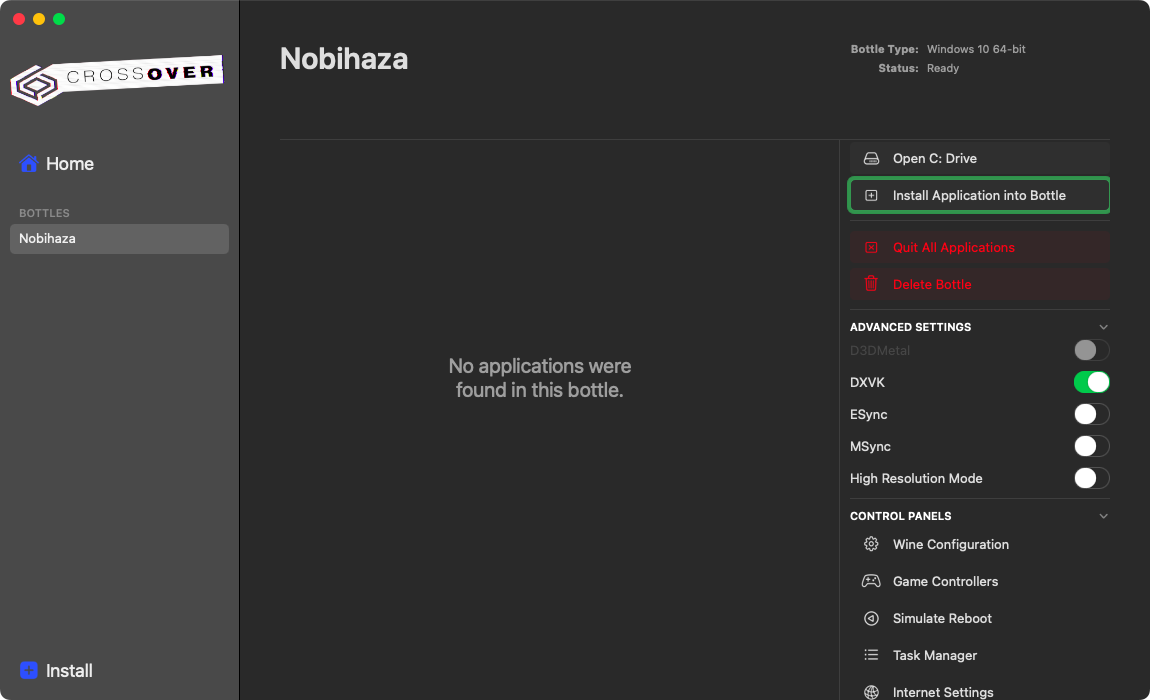 CROSSOVER
Home
BOTTLES
Nobihaza
Install
Nobihaza
Bottle Type: Windows 10 64-bit
Status: Ready
No applications were
found in this bottle.
Open C: Drive
Install Application into Bottle
Quit All Applications
Delete Bottle
ADVANCED SETTINGS
D3DMetal
DXVK
ESync
MSync
High Resolution Mode
CONTROL PANELS
Wine Configuration
Game Controllers
Simulate Reboot
Task Manager
Internet Settings